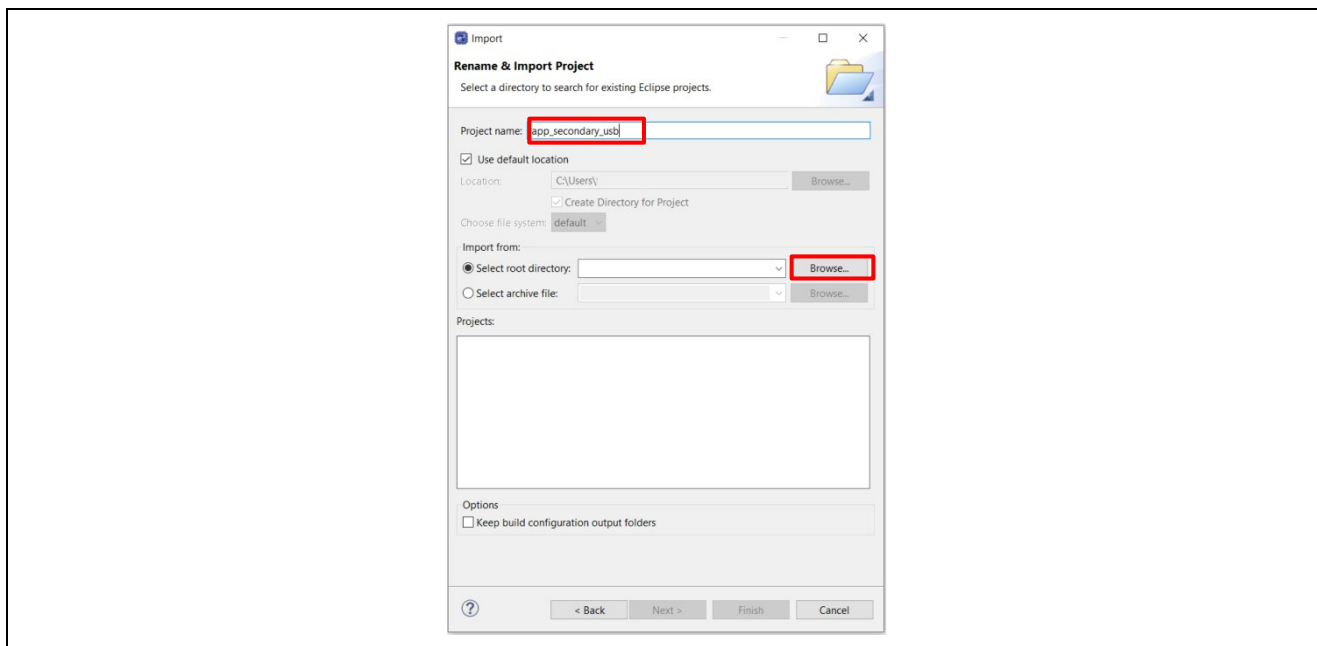 Import
Rename & Import Project
Select a directory to search for existing Eclipse projects.
Project name: app_secondary_usb
Use default location
Location: C:\Users\ Browse...
Create Directory for Project
Choose file system: default
Import from:
Select root directory: Browse...
Select archive file: Browse...
Projects:
Options
Keep build configuration output folders
? < Back Next > Finish Cancel